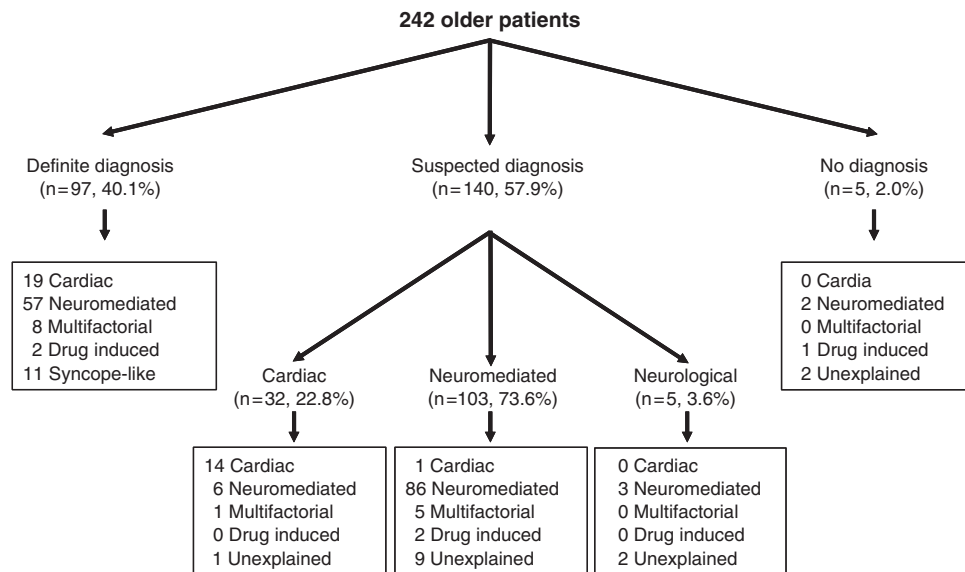 242 older patients
Definite diagnosis
(n=97, 40.1%)
Suspected diagnosis
(n=140, 57.9%)
No diagnosis
(n=5, 2.0%)
19 Cardiac
57 Neuromediated
8 Multifactorial
2 Drug induced
11 Syncope-like
0 Cardia
2 Neuromediated
0 Multifactorial
1 Drug induced
2 Unexplained
Cardiac
(n=32, 22.8%)
Neuromediated
(n=103, 73.6%)
Neurological
(n=5, 3.6%)
14 Cardiac
6 Neuromediated
1 Multifactorial
0 Drug induced
1 Unexplained
1 Cardiac
86 Neuromediated
5 Multifactorial
2 Drug induced
9 Unexplained
0 Cardiac
3 Neuromediated
0 Multifactorial
0 Drug induced
2 Unexplained